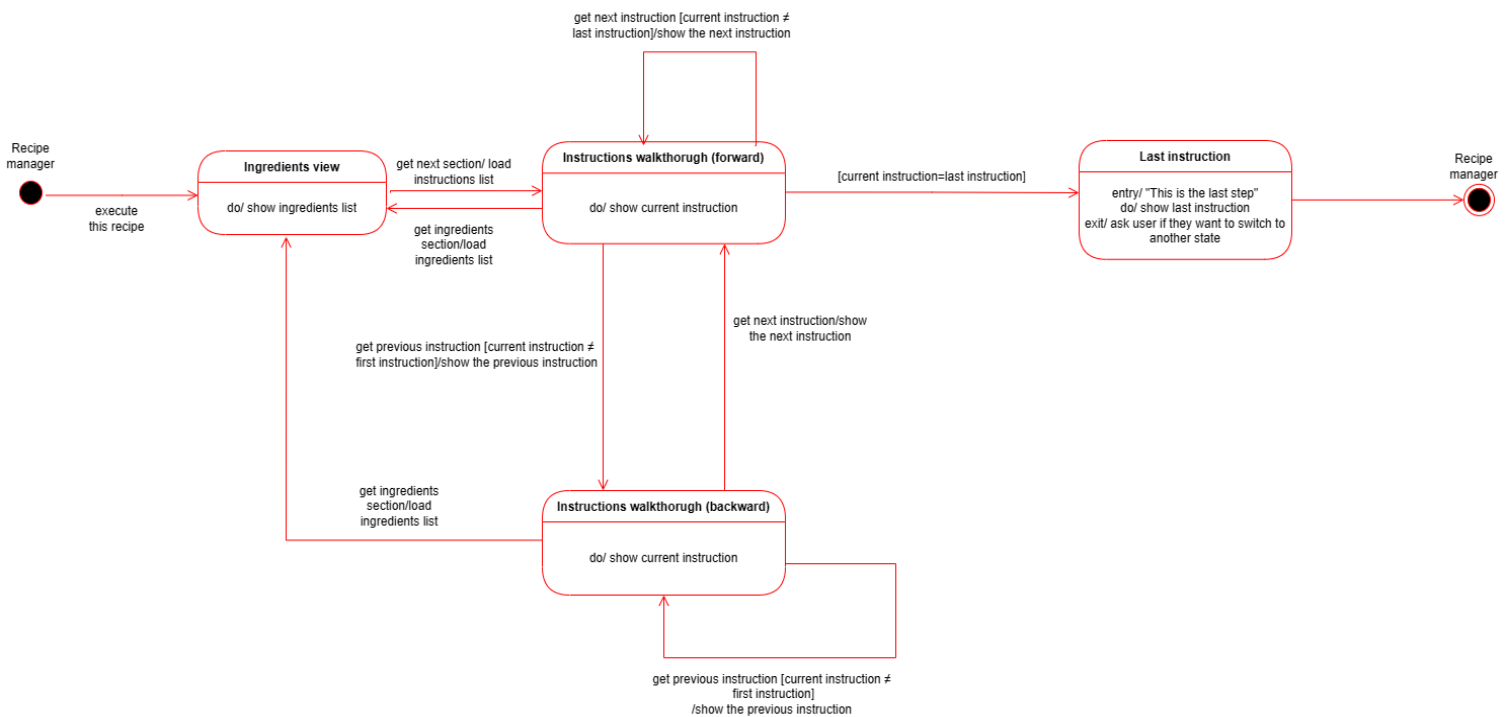 get next instruction [current instruction ≠
last instruction]/show the next instruction
Recipe
manager
execute
this recipe
Ingredients view
do/ show ingredients list
get next section/ load
instructions list
get ingredients
section/load
ingredients list
Instructions walkthorugh (forward)
do/ show current instruction
[current instruction=last instruction]
Last instruction
entry/ "This is the last step"
do/ show last instruction
exit/ ask user if they want to switch to
another state
Recipe
manager
get previous instruction [current instruction ≠
first instruction]/show the previous instruction
get next instruction/show
the next instruction
get ingredients
section/load
ingredients list
Instructions walkthorugh (backward)
do/ show current instruction
get previous instruction [current instruction ≠
first instruction]
/show the previous instruction